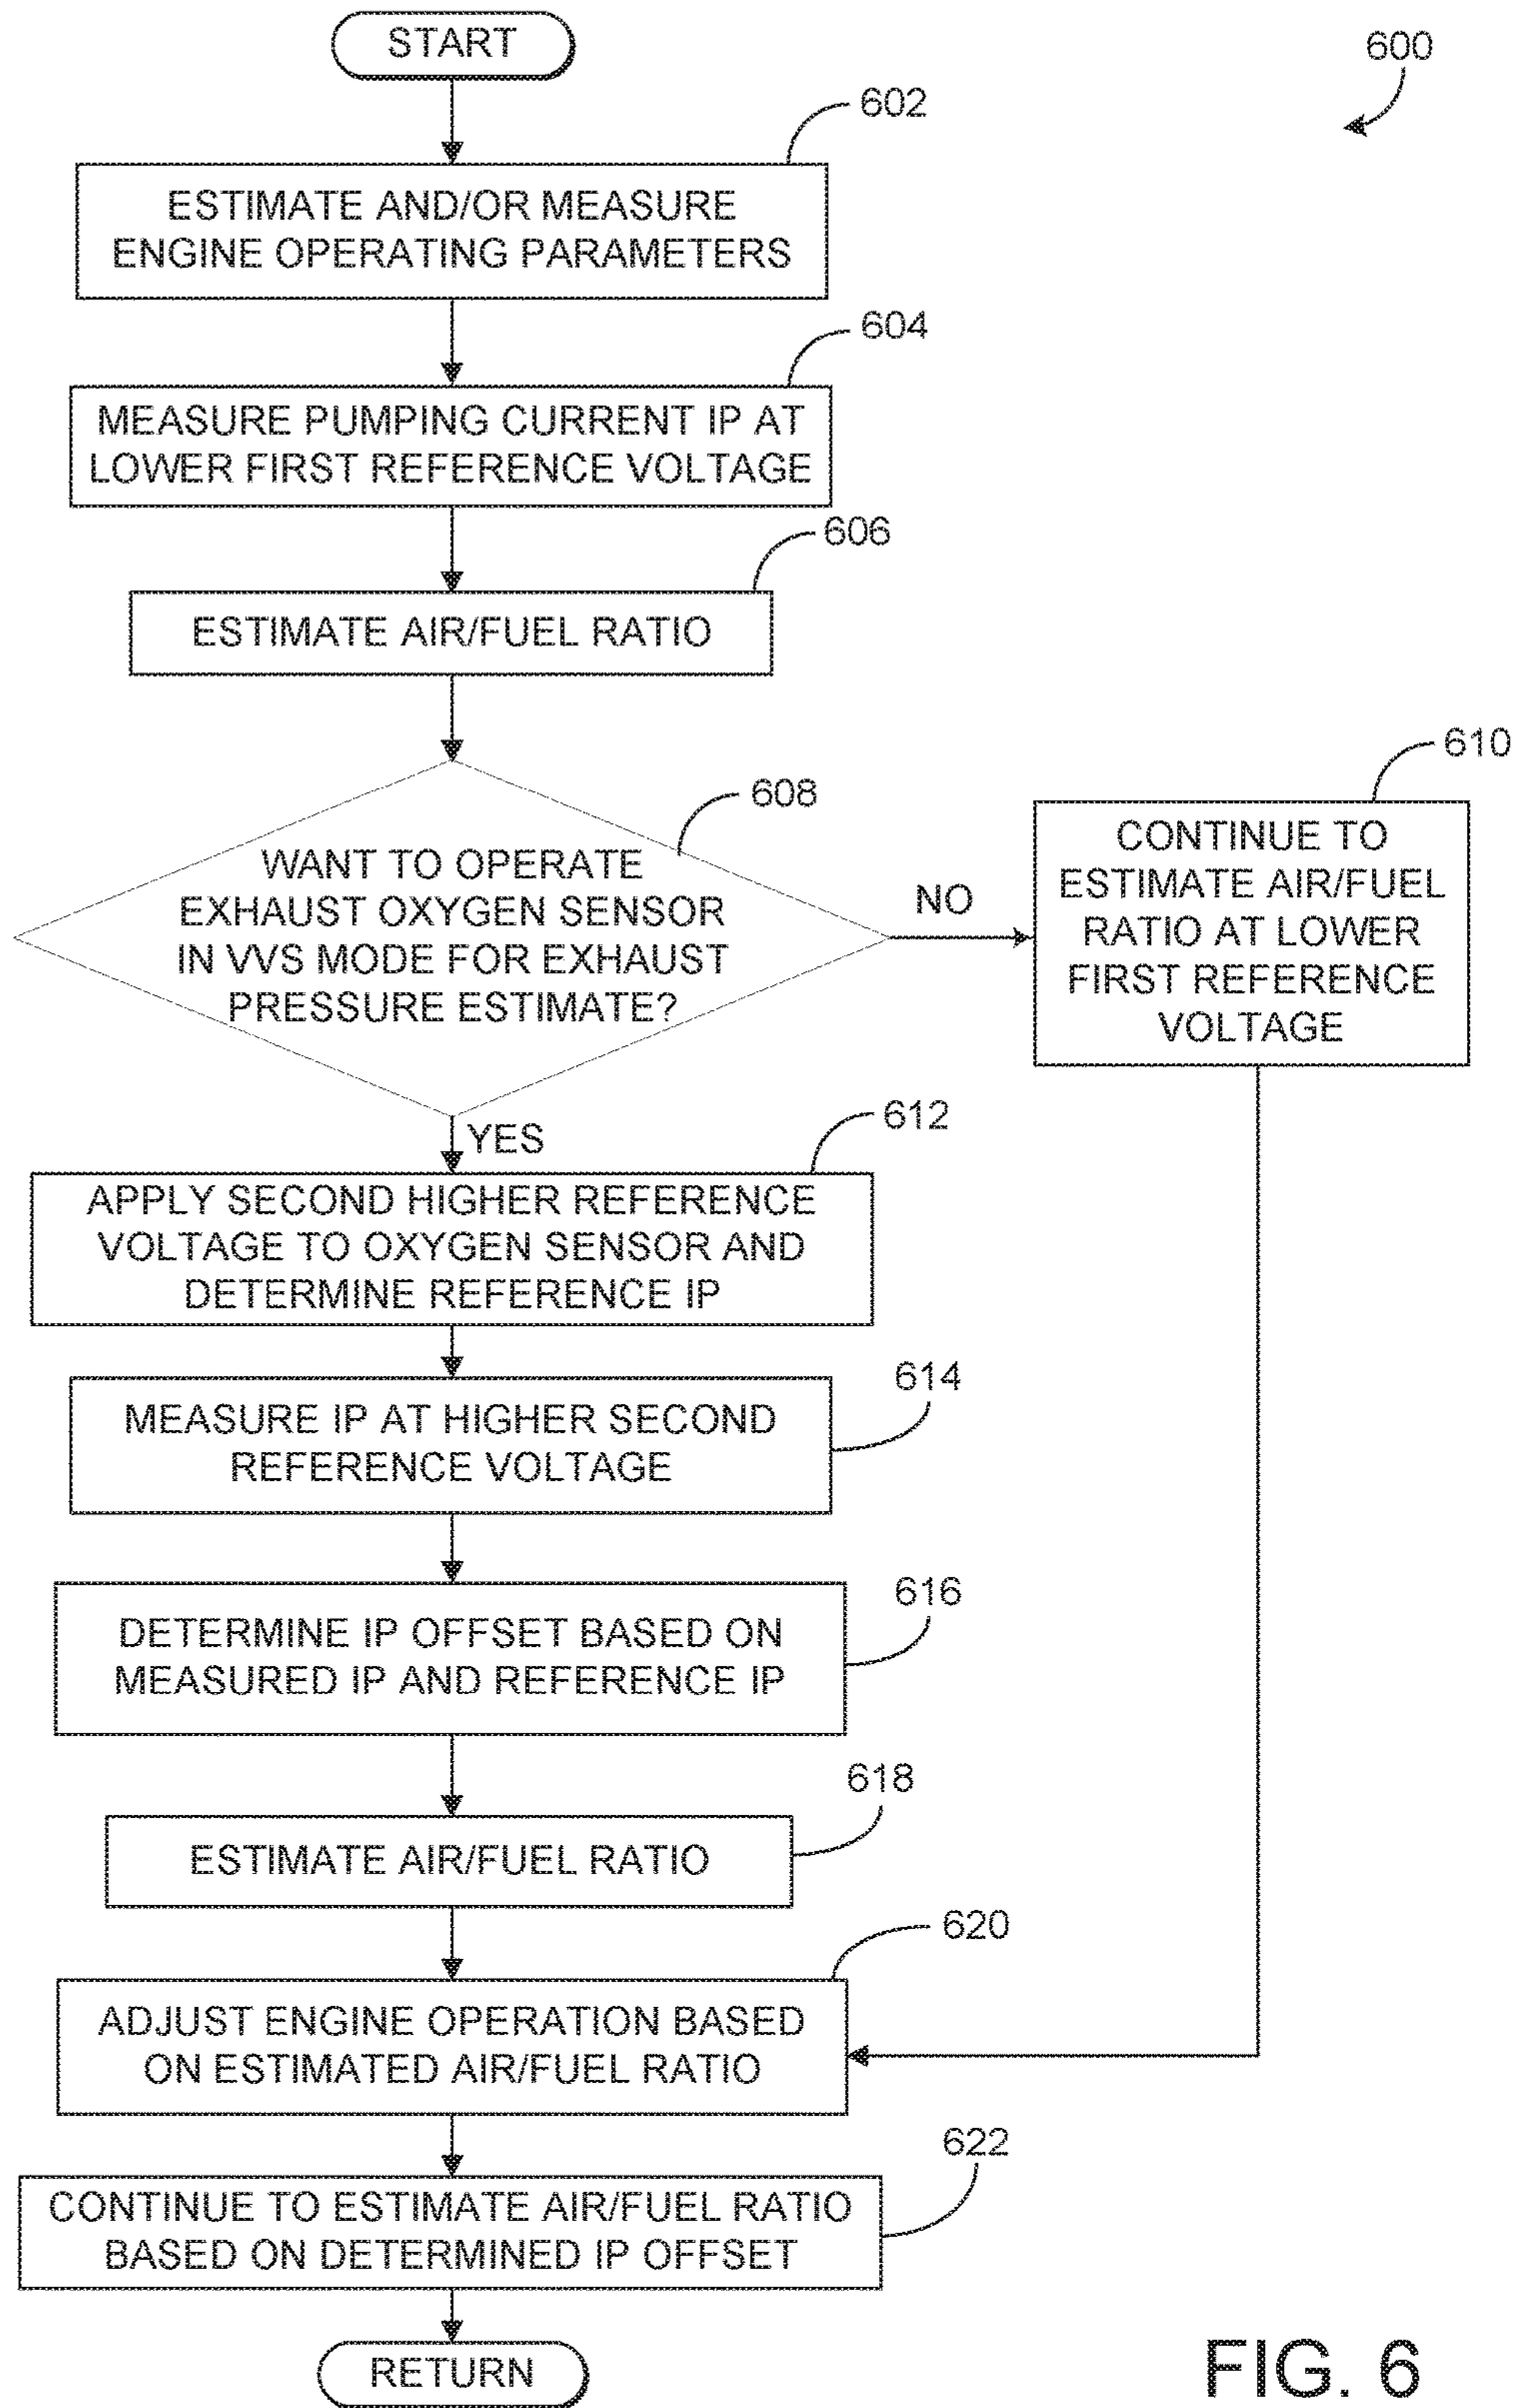 START
600
602
ESTIMATE AND/OR MEASURE
ENGINE OPERATING PARAMETERS
604
MEASURE PUMPING CURRENT IP AT
LOWER FIRST REFERENCE VOLTAGE
606
ESTIMATE AIR/FUEL RATIO
608
WANT TO OPERATE
EXHAUST OXYGEN SENSOR
IN VVS MODE FOR EXHAUST
PRESSURE ESTIMATE?
NO
610
CONTINUE TO
ESTIMATE AIR/FUEL
RATIO AT LOWER
FIRST REFERENCE
VOLTAGE
YES
612
APPLY SECOND HIGHER REFERENCE
VOLTAGE TO OXYGEN SENSOR AND
DETERMINE REFERENCE IP
614
MEASURE IP AT HIGHER SECOND
REFERENCE VOLTAGE
616
DETERMINE IP OFFSET BASED ON
MEASURED IP AND REFERENCE IP
618
ESTIMATE AIR/FUEL RATIO
620
ADJUST ENGINE OPERATION BASED
ON ESTIMATED AIR/FUEL RATIO
622
CONTINUE TO ESTIMATE AIR/FUEL RATIO
BASED ON DETERMINED IP OFFSET
RETURN
FIG. 6